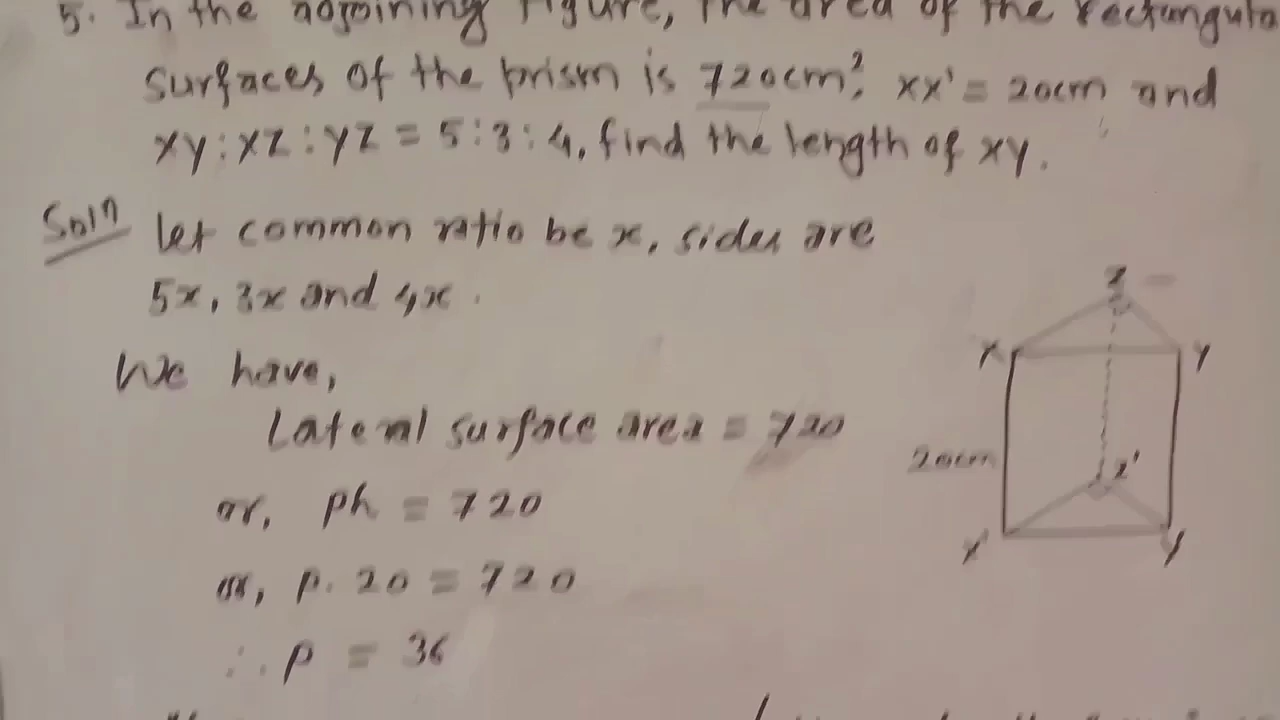 5. In the adjoining figure, the area of the rectangula
surfaces of the prism is 720cm², xx' = 20cm and
xy:xz:yz = 5:3:4, find the length of xy.
Soln let common ratio be x, sides are
5x, 3x and 4x.
We have,
Lateral surface area = 720
or, ph = 720
or, p. 20 = 720
∴ p = 36
Z
X
Y
20cm
Z'
X'
Y